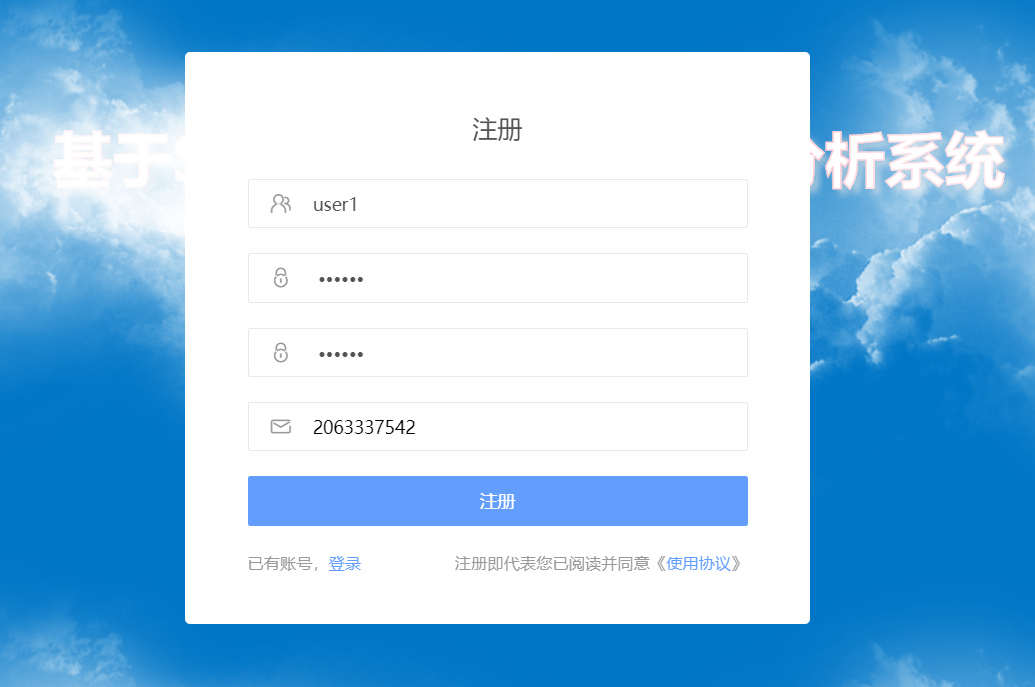 注册
基于
分析系统
user1
••••••
••••••
2063337542
注册
已有账号，登录
注册即代表您已阅读并同意《使用协议》